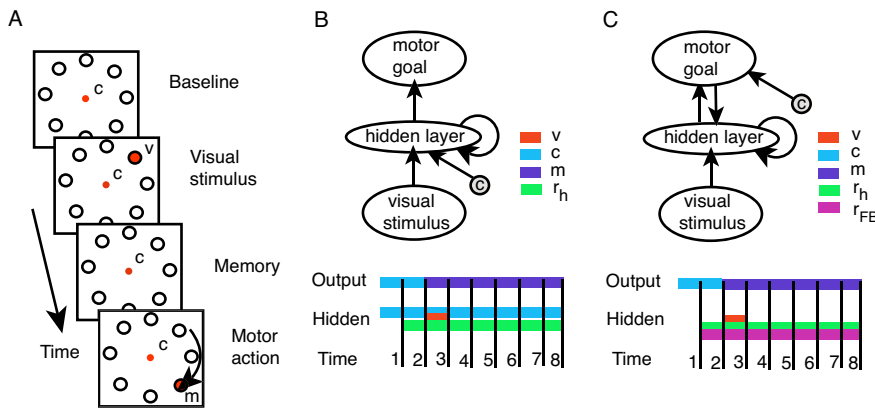 A
c
Baseline
v
c
Visual
stimulus
c
Memory
Time
c
m
Motor
action
B
motor
goal
hidden layer
c
visual
stimulus
v
c
m
r_h
Output
Hidden
Time 1 2 3 4 5 6 7 8
C
motor
goal
c
hidden layer
visual
stimulus
v
c
m
r_h
r_FB
Output
Hidden
Time 1 2 3 4 5 6 7 8